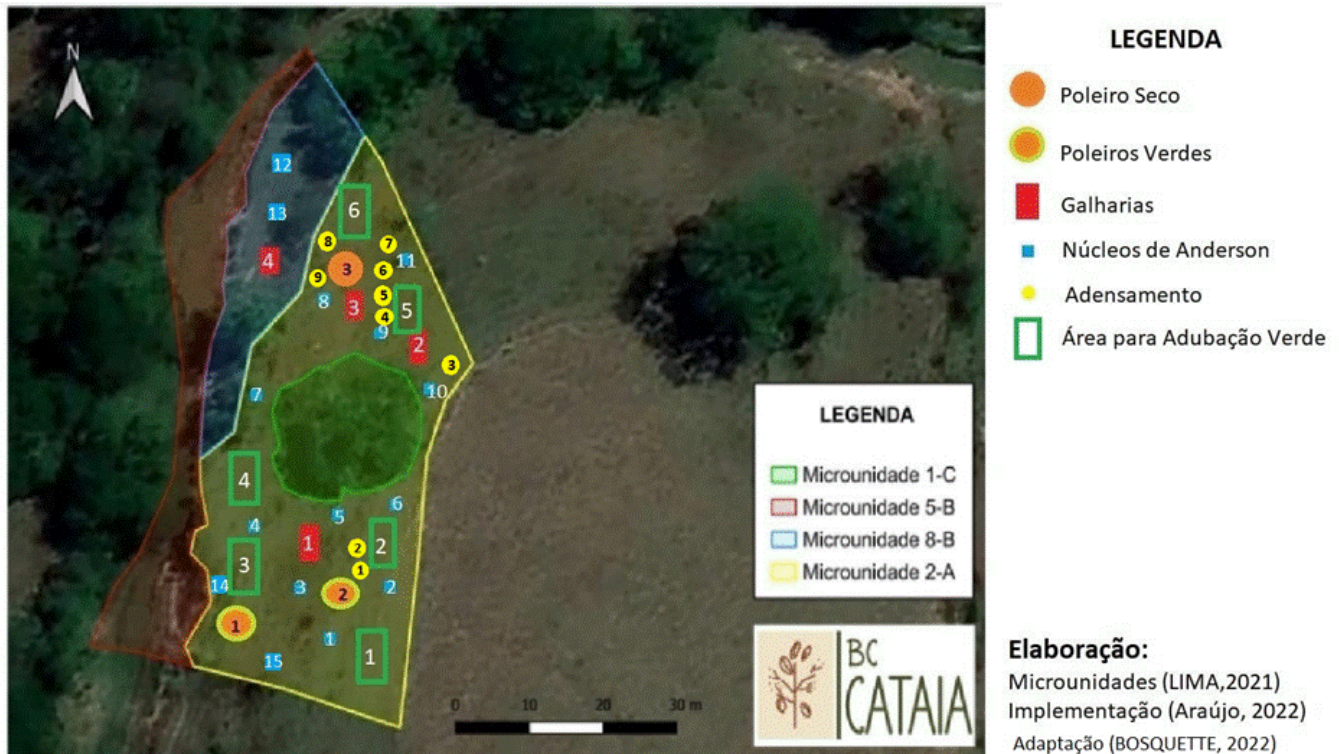 N
12
13
4
6
8
7
11
9
3
6
8
3
5
5
4
9
2
3
7
10
4
6
5
4
1
2
2
3
1
14
3
2
2
1
1
15
1
0 10 20 30 m
LEGENDA
Microunidade 1-C
Microunidade 5-B
Microunidade 8-B
Microunidade 2-A
BC
CATAIA
LEGENDA
Poleiro Seco
Poleiros Verdes
Galharias
Núcleos de Anderson
Adensamento
Área para Adubação Verde
Elaboração:
Microunidades (LIMA,2021)
Implementação (Araújo, 2022)
Adaptação (BOSQUETTE, 2022)